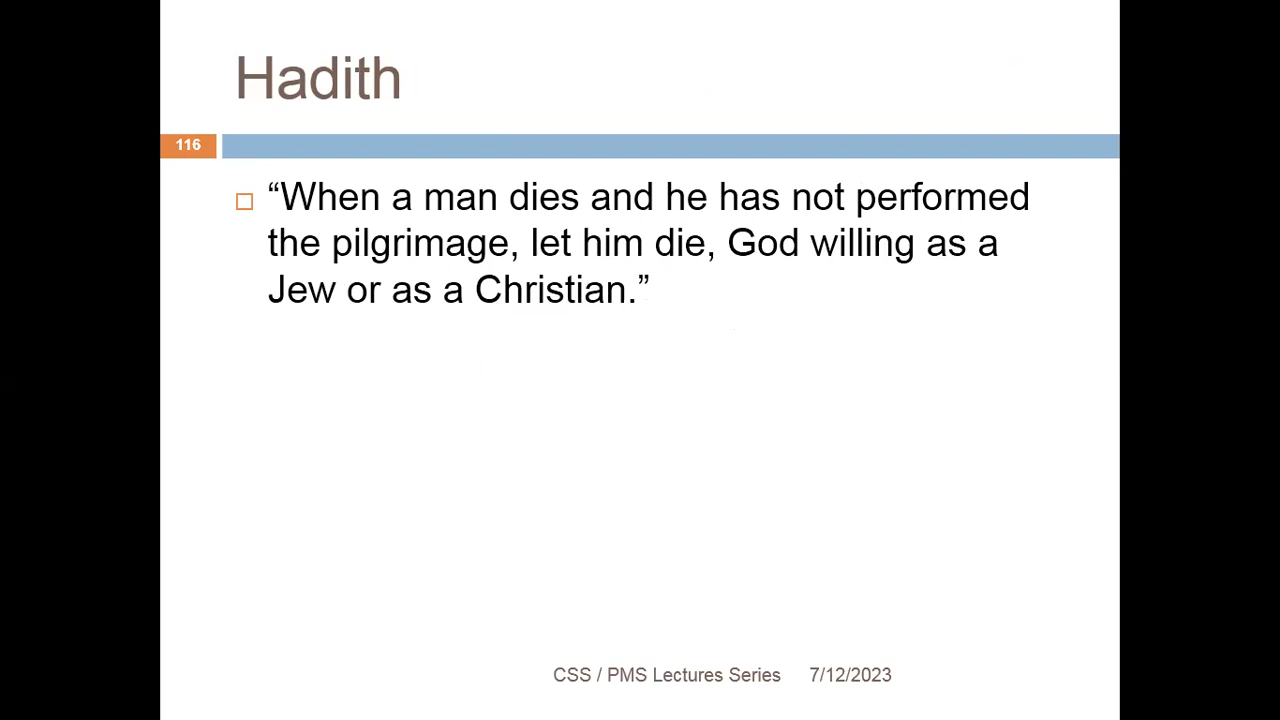 Hadith
116
“When a man dies and he has not performed
the pilgrimage, let him die, God willing as a
Jew or as a Christian.”
CSS / PMS Lectures Series 7/12/2023